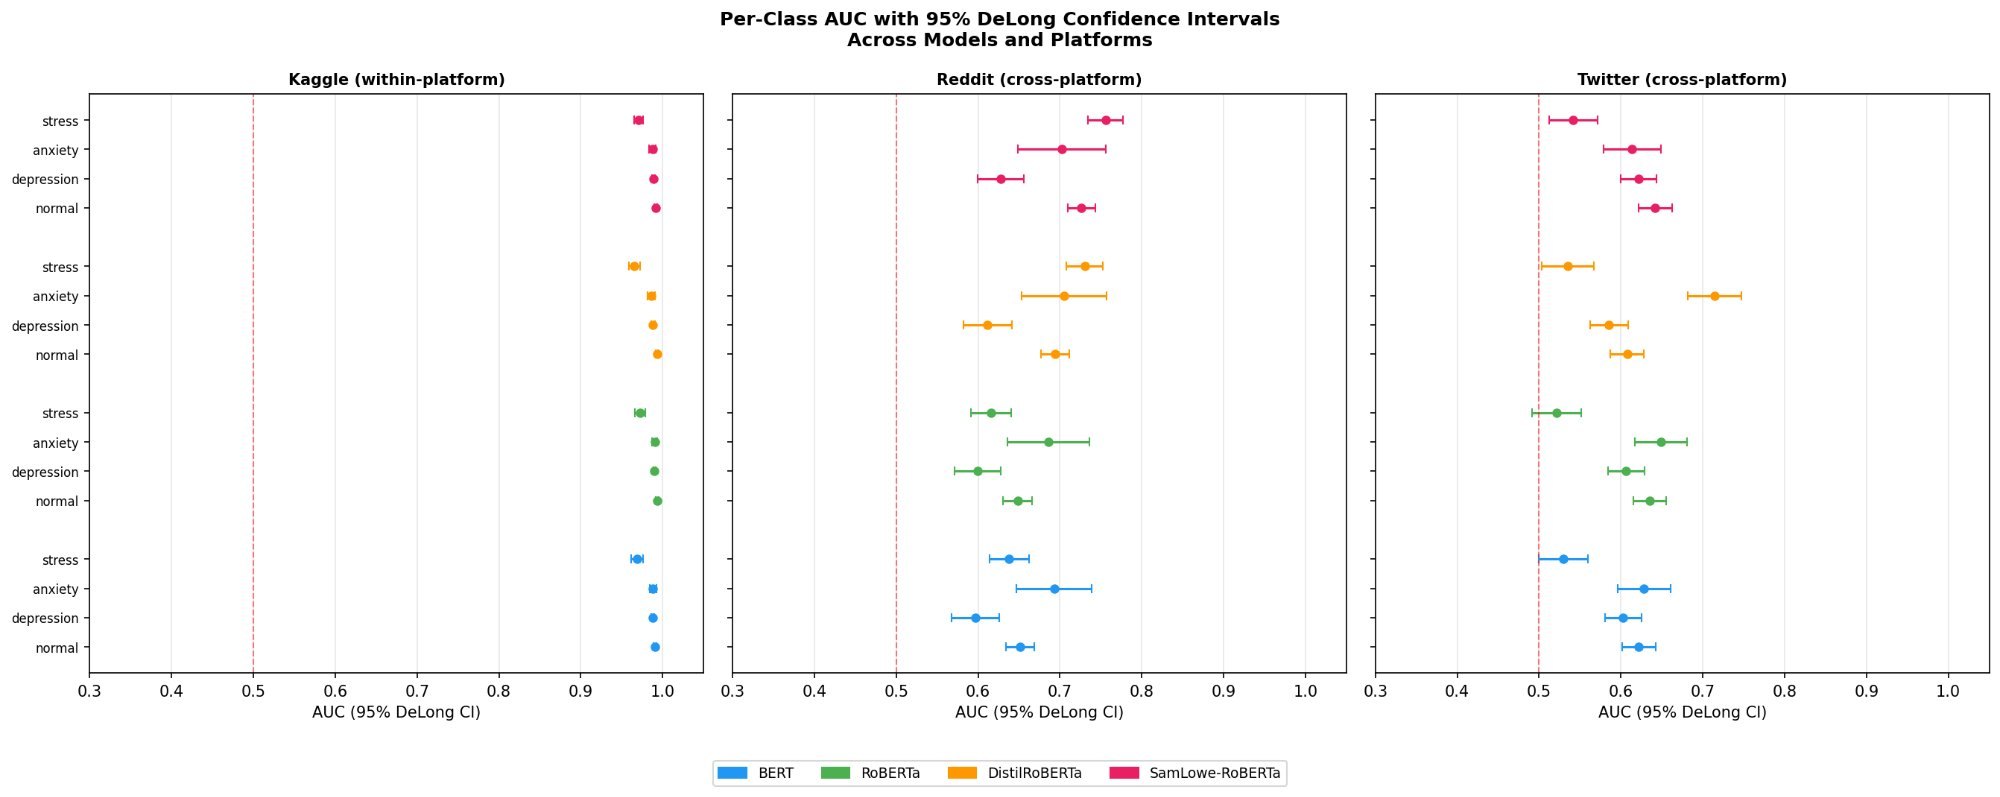 Per-Class AUC with 95% DeLong Confidence Intervals
Across Models and Platforms
Kaggle (within-platform)
stress
anxiety
depression
normal
stress
anxiety
depression
normal
stress
anxiety
depression
normal
stress
anxiety
depression
normal
0.3 0.4 0.5 0.6 0.7 0.8 0.9 1.0
AUC (95% DeLong CI)
Reddit (cross-platform)
0.3 0.4 0.5 0.6 0.7 0.8 0.9 1.0
AUC (95% DeLong CI)
Twitter (cross-platform)
0.3 0.4 0.5 0.6 0.7 0.8 0.9 1.0
AUC (95% DeLong CI)
BERT RoBERTa DistilRoBERTa SamLowe-RoBERTa